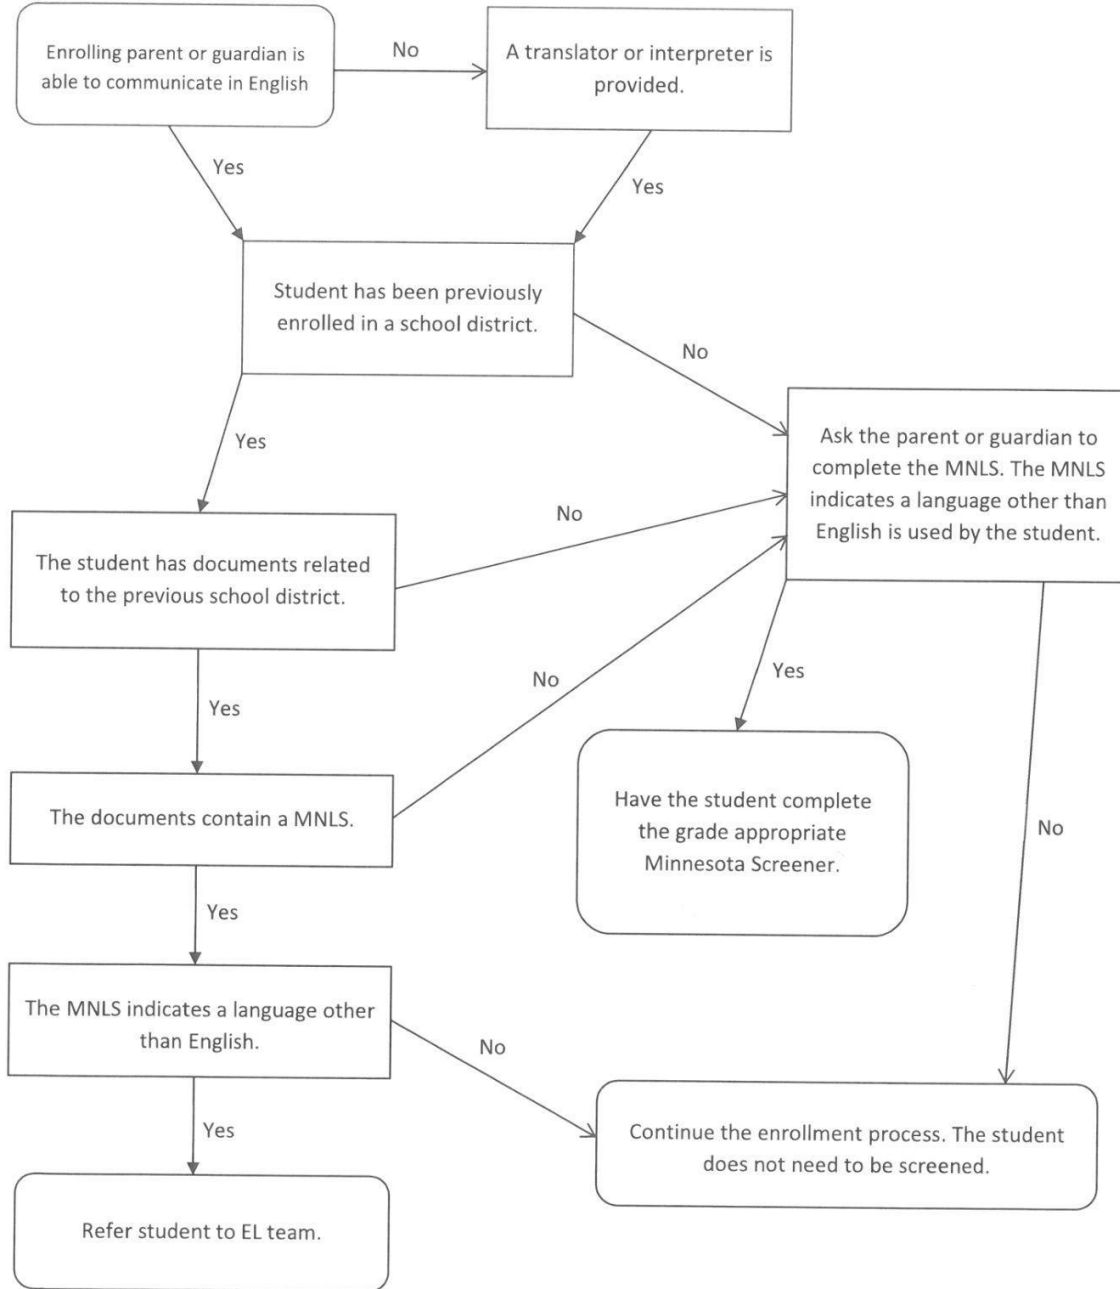 Enrolling parent or guardian is
able to communicate in English
No
A translator or interpreter is
provided.
Yes
Yes
Student has been previously
enrolled in a school district.
No
Yes
Ask the parent or guardian to
complete the MNLS. The MNLS
indicates a language other than
English is used by the student.
No
The student has documents related
to the previous school district.
No
Yes
Yes
Have the student complete
the grade appropriate
Minnesota Screener.
No
The documents contain a MNLS.
Yes
The MNLS indicates a language other
than English.
No
Yes
Continue the enrollment process. The student
does not need to be screened.
Refer student to EL team.